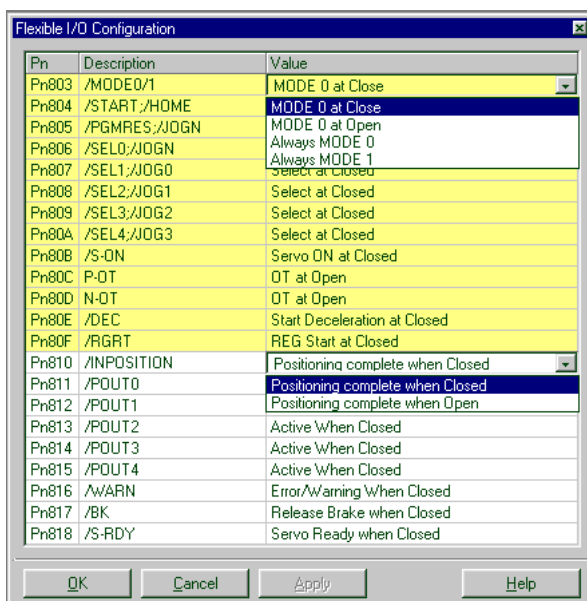 Flexible I/O Configuration
Pn Description Value
Pn803 /MODE0/1 MODE 0 at Close
Pn804 /START;/HOME MODE 0 at Close
Pn805 /PGMRES;/JOGN MODE 0 at Open
Always MODE 0
Pn806 /SEL0;/JOGN
Always MODE 1
Pn807 /SEL1;/JOG0 Select at Closed
Pn808 /SEL2;/JOG1 Select at Closed
Pn809 /SEL3;/JOG2 Select at Closed
Pn80A /SEL4;/JOG3 Select at Closed
Pn80B /S-ON Servo ON at Closed
Pn80C P-OT OT at Open
Pn80D N-OT OT at Open
Pn80E /DEC Start Deceleration at Closed
Pn80F /RGRT REG Start at Closed
Pn810 /INPOSITION Positioning complete when Closed
Pn811 /POUT0 Positioning complete when Closed
Pn812 /POUT1 Positioning complete when Open
Pn813 /POUT2 Active When Closed
Pn814 /POUT3 Active When Closed
Pn815 /POUT4 Active When Closed
Pn816 /WARN Error/Warning When Closed
Pn817 /BK Release Brake when Closed
Pn818 /S-RDY Servo Ready when Closed
OK Cancel Apply Help